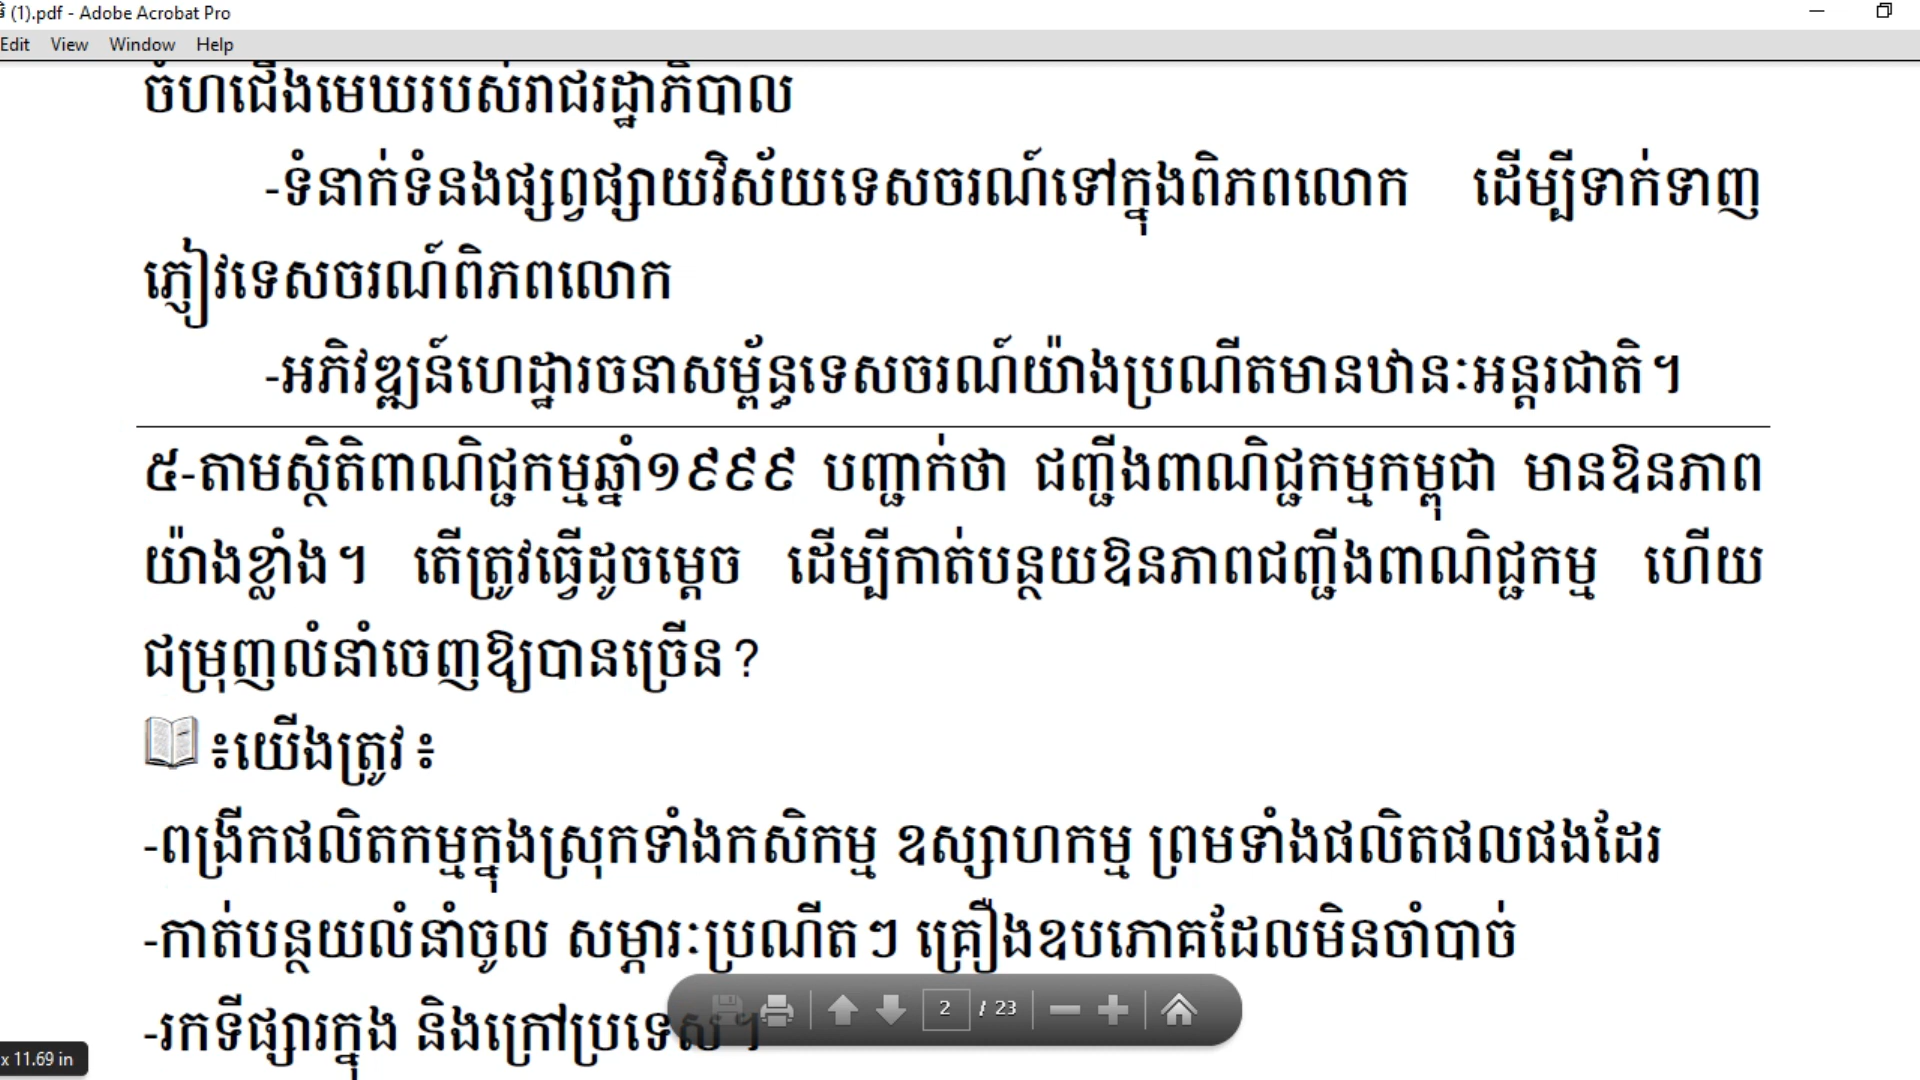 (1).pdf - Adobe Acrobat Pro
Edit View Window Help
ចំហជើងមេឃរបស់រាជរដ្ឋាភិបាល
-ទំនាក់ទំនងផ្សព្វផ្សាយវិស័យទេសចរណ៍ទៅក្នុងពិភពលោក ដើម្បីទាក់ទាញ
ភ្ញៀវទេសចរណ៍ពិភពលោក
-អភិវឌ្ឍន៍ហេដ្ឋារចនាសម្ព័ន្ធទេសចរណ៍យ៉ាងប្រណីតមានឋានៈអន្តរជាតិ។
៥-តាមស្ថិតិពាណិជ្ជកម្មឆ្នាំ១៩៩៩ បញ្ជាក់ថា ជញ្ជីងពាណិជ្ជកម្មកម្ពុជា មានឱនភាព
យ៉ាងខ្លាំង។ តើត្រូវធ្វើដូចម្ដេច ដើម្បីកាត់បន្ថយឱនភាពជញ្ជីងពាណិជ្ជកម្ម ហើយ
ជម្រុញលំនាំចេញឱ្យបានច្រើន?
៖យើងត្រូវ៖
-ពង្រីកផលិតកម្មក្នុងស្រុកទាំងកសិកម្ម ឧស្សាហកម្ម ព្រមទាំងផលិតផលផងដែរ
-កាត់បន្ថយលំនាំចូល សម្ភារៈប្រណីតៗ គ្រឿងឧបភោគដែលមិនចាំបាច់
-រកទីផ្សារក្នុង និងក្រៅប្រទេស។
2 / 23
x 11.69 in